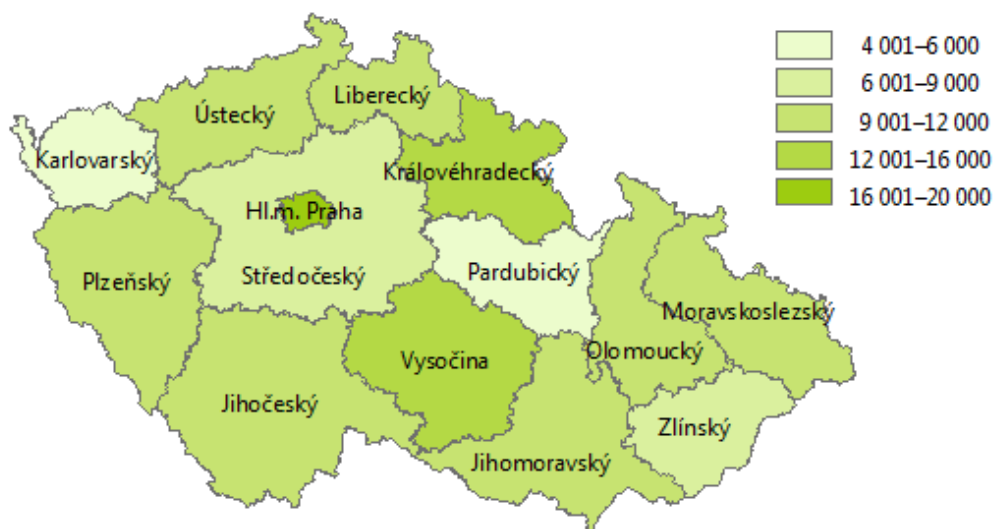 4 001–6 000
6 001–9 000
9 001–12 000
12 001–16 000
16 001–20 000
Liberecký
Ústecký
Karlovarský
Královéhradecký
Hl.m. Praha
Středočeský
Pardubický
Plzeňský
Moravskoslezský
Olomoucký
Vysočina
Jihočeský
Zlínský
Jihomoravský